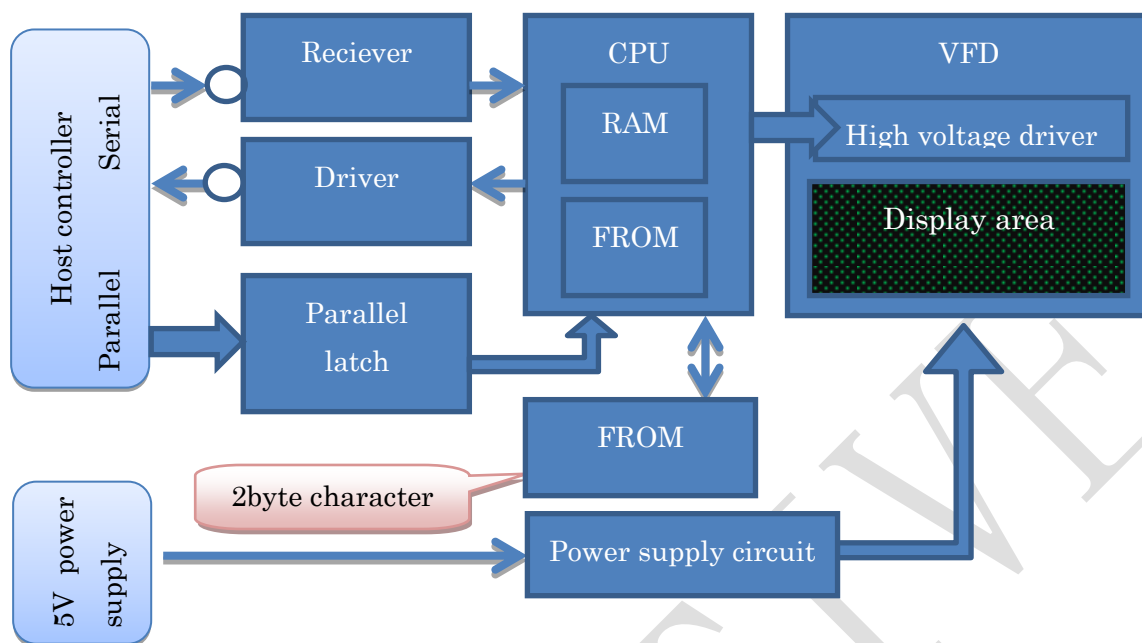 Host controller
Serial
Parallel
Reciever
Driver
Parallel
latch
CPU
RAM
FROM
VFD
High voltage driver
Display area
FROM
2byte character
5V power
supply
Power supply circuit